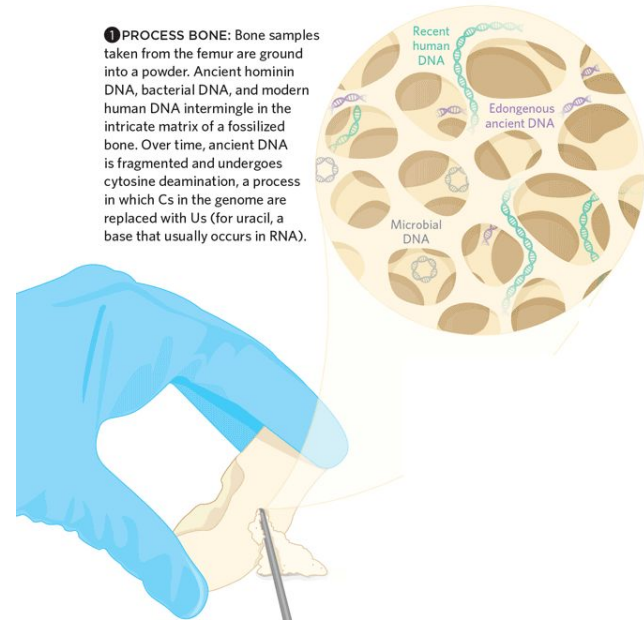 1 PROCESS BONE: Bone samples
taken from the femur are ground
into a powder. Ancient hominin
DNA, bacterial DNA, and modern
human DNA intermingle in the
intricate matrix of a fossilized
bone. Over time, ancient DNA
is fragmented and undergoes
cytosine deamination, a process
in which Cs in the genome are
replaced with Us (for uracil, a
base that usually occurs in RNA).
Recent
human
DNA
Edongenous
ancient DNA
Microbial
DNA